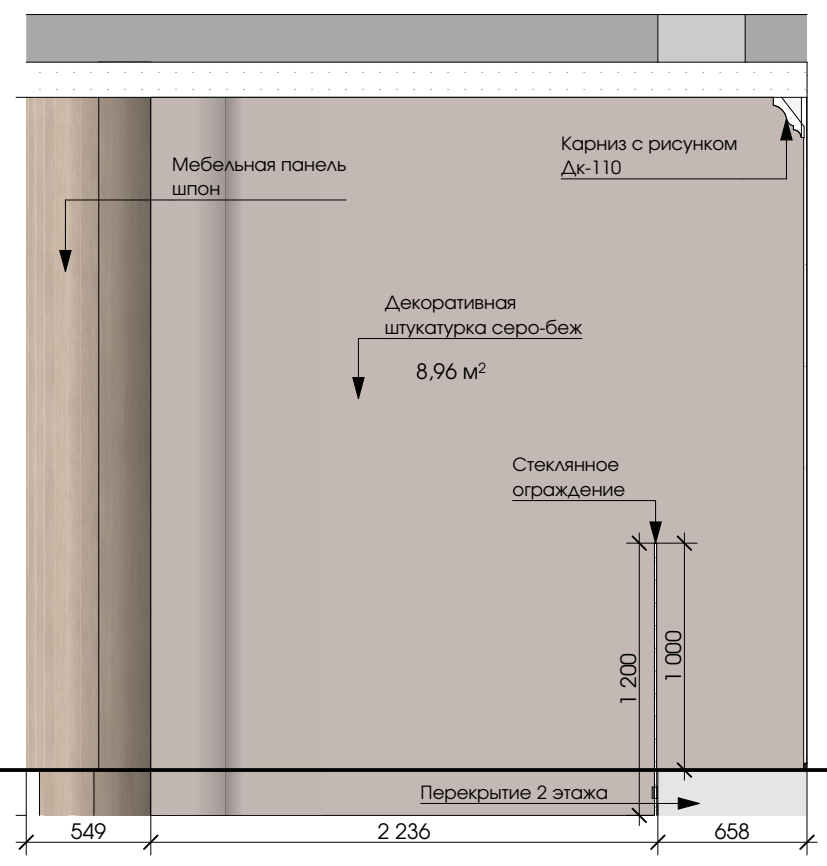 Карниз с рисунком
Дк-110
Мебельная панель
шпон
Декоративная
штукатурка серо-беж
8,96 м²
Стеклянное
ограждение
1 200
1 000
Перекрытие 2 этажа
549
2 236
658